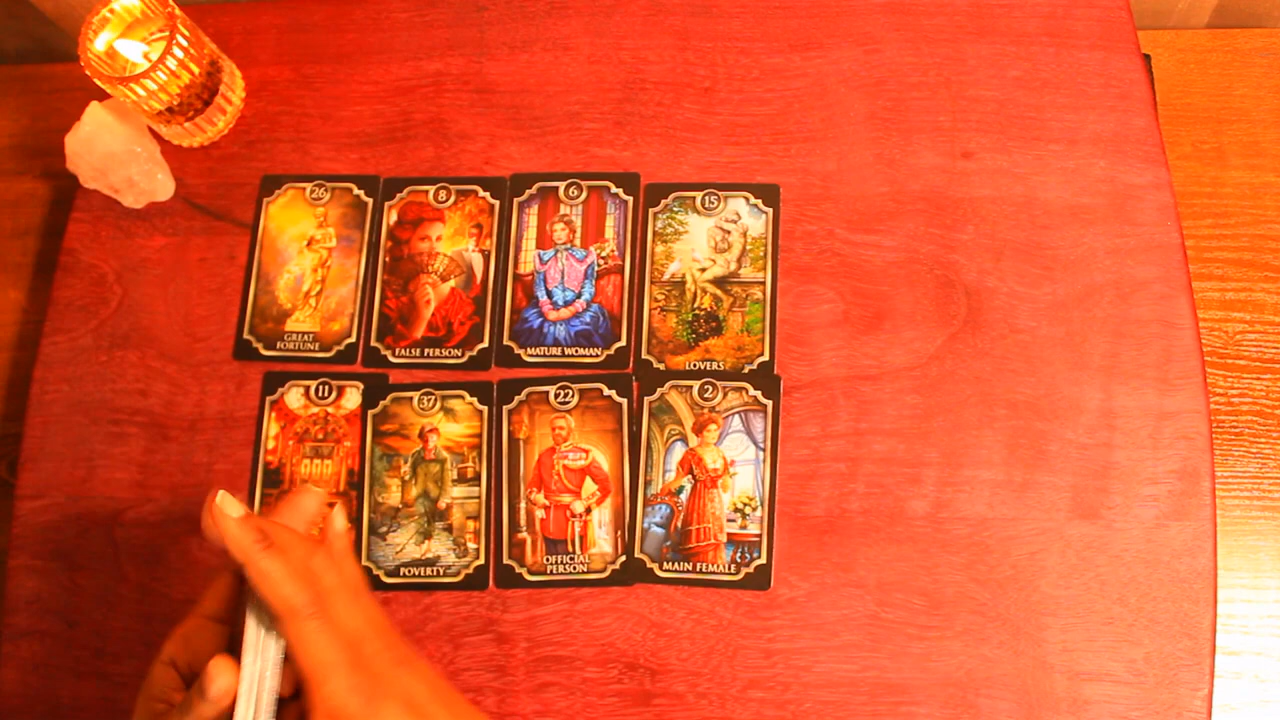 26
GREAT
FORTUNE
8
FALSE PERSON
6
MATURE WOMAN
15
LOVERS
11
37
POVERTY
22
OFFICIAL
PERSON
2
MAIN FEMALE